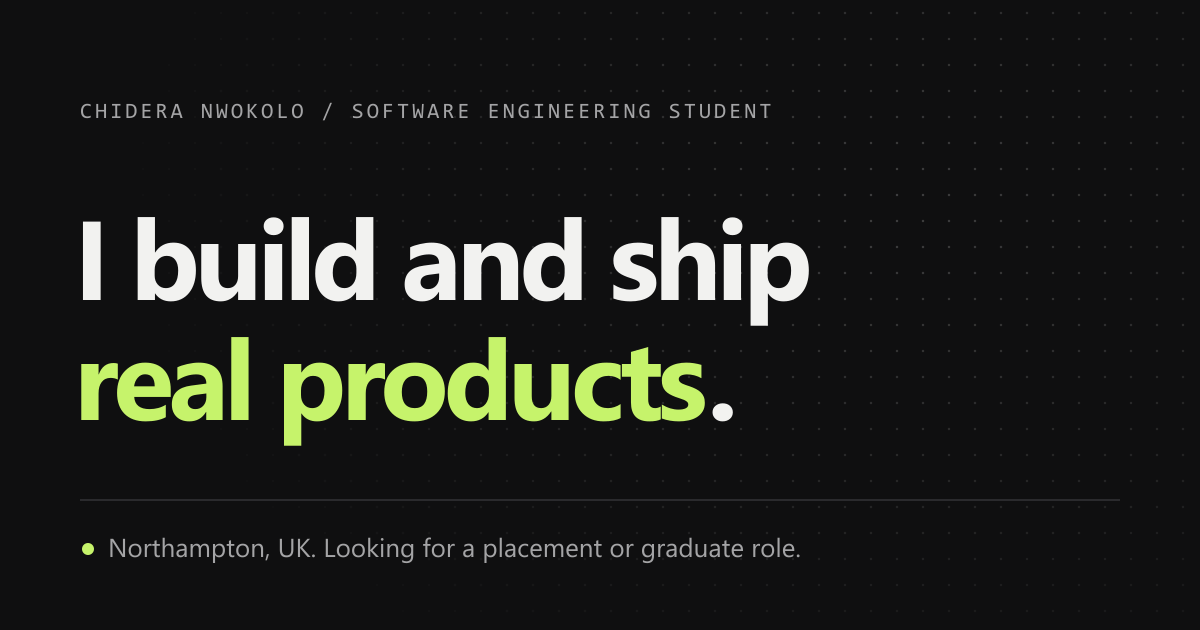 CHIDERA NWOKOLO / SOFTWARE ENGINEERING STUDENT
I build and ship
real products.
Northampton, UK. Looking for a placement or graduate role.